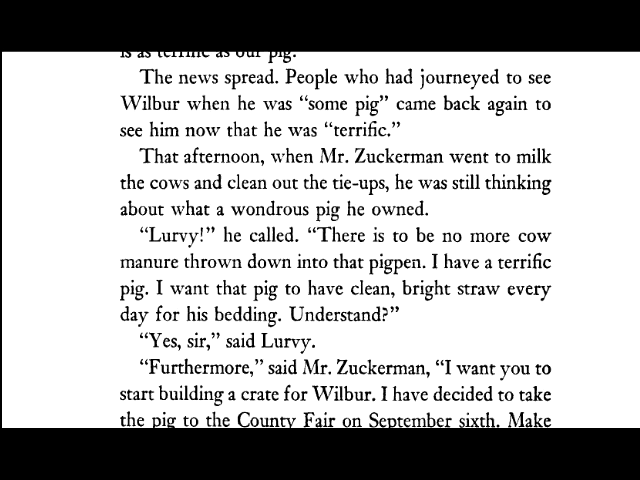 is as terrific as our pig.
The news spread. People who had journeyed to see
Wilbur when he was “some pig” came back again to
see him now that he was “terrific.”
That afternoon, when Mr. Zuckerman went to milk
the cows and clean out the tie-ups, he was still thinking
about what a wondrous pig he owned.
“Lurvy!” he called. “There is to be no more cow
manure thrown down into that pigpen. I have a terrific
pig. I want that pig to have clean, bright straw every
day for his bedding. Understand?”
“Yes, sir,” said Lurvy.
“Furthermore,” said Mr. Zuckerman, “I want you to
start building a crate for Wilbur. I have decided to take
the pig to the County Fair on September sixth. Make